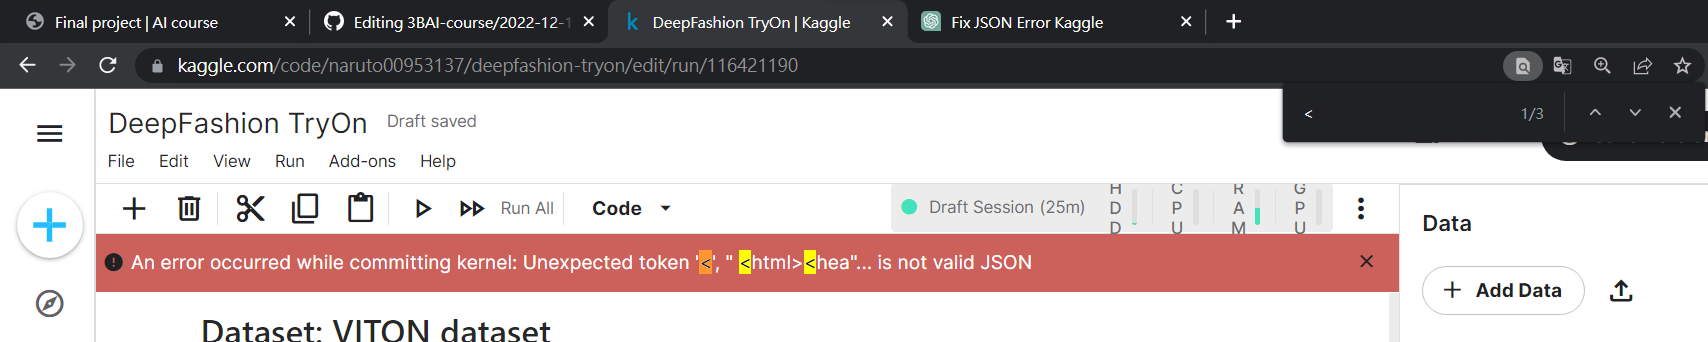 Final project | AI course
Editing 3BAI-course/2022-12-1
DeepFashion TryOn | Kaggle
Fix JSON Error Kaggle
kaggle.com/code/naruto00953137/deepfashion-tryon/edit/run/116421190
< 1/3
DeepFashion TryOn Draft saved
File Edit View Run Add-ons Help
Run All Code Draft Session (25m) HDD CPU RAM GPU
Data
An error occurred while committing kernel: Unexpected token '<', " <html><hea"... is not valid JSON
Add Data
Dataset: VITON dataset